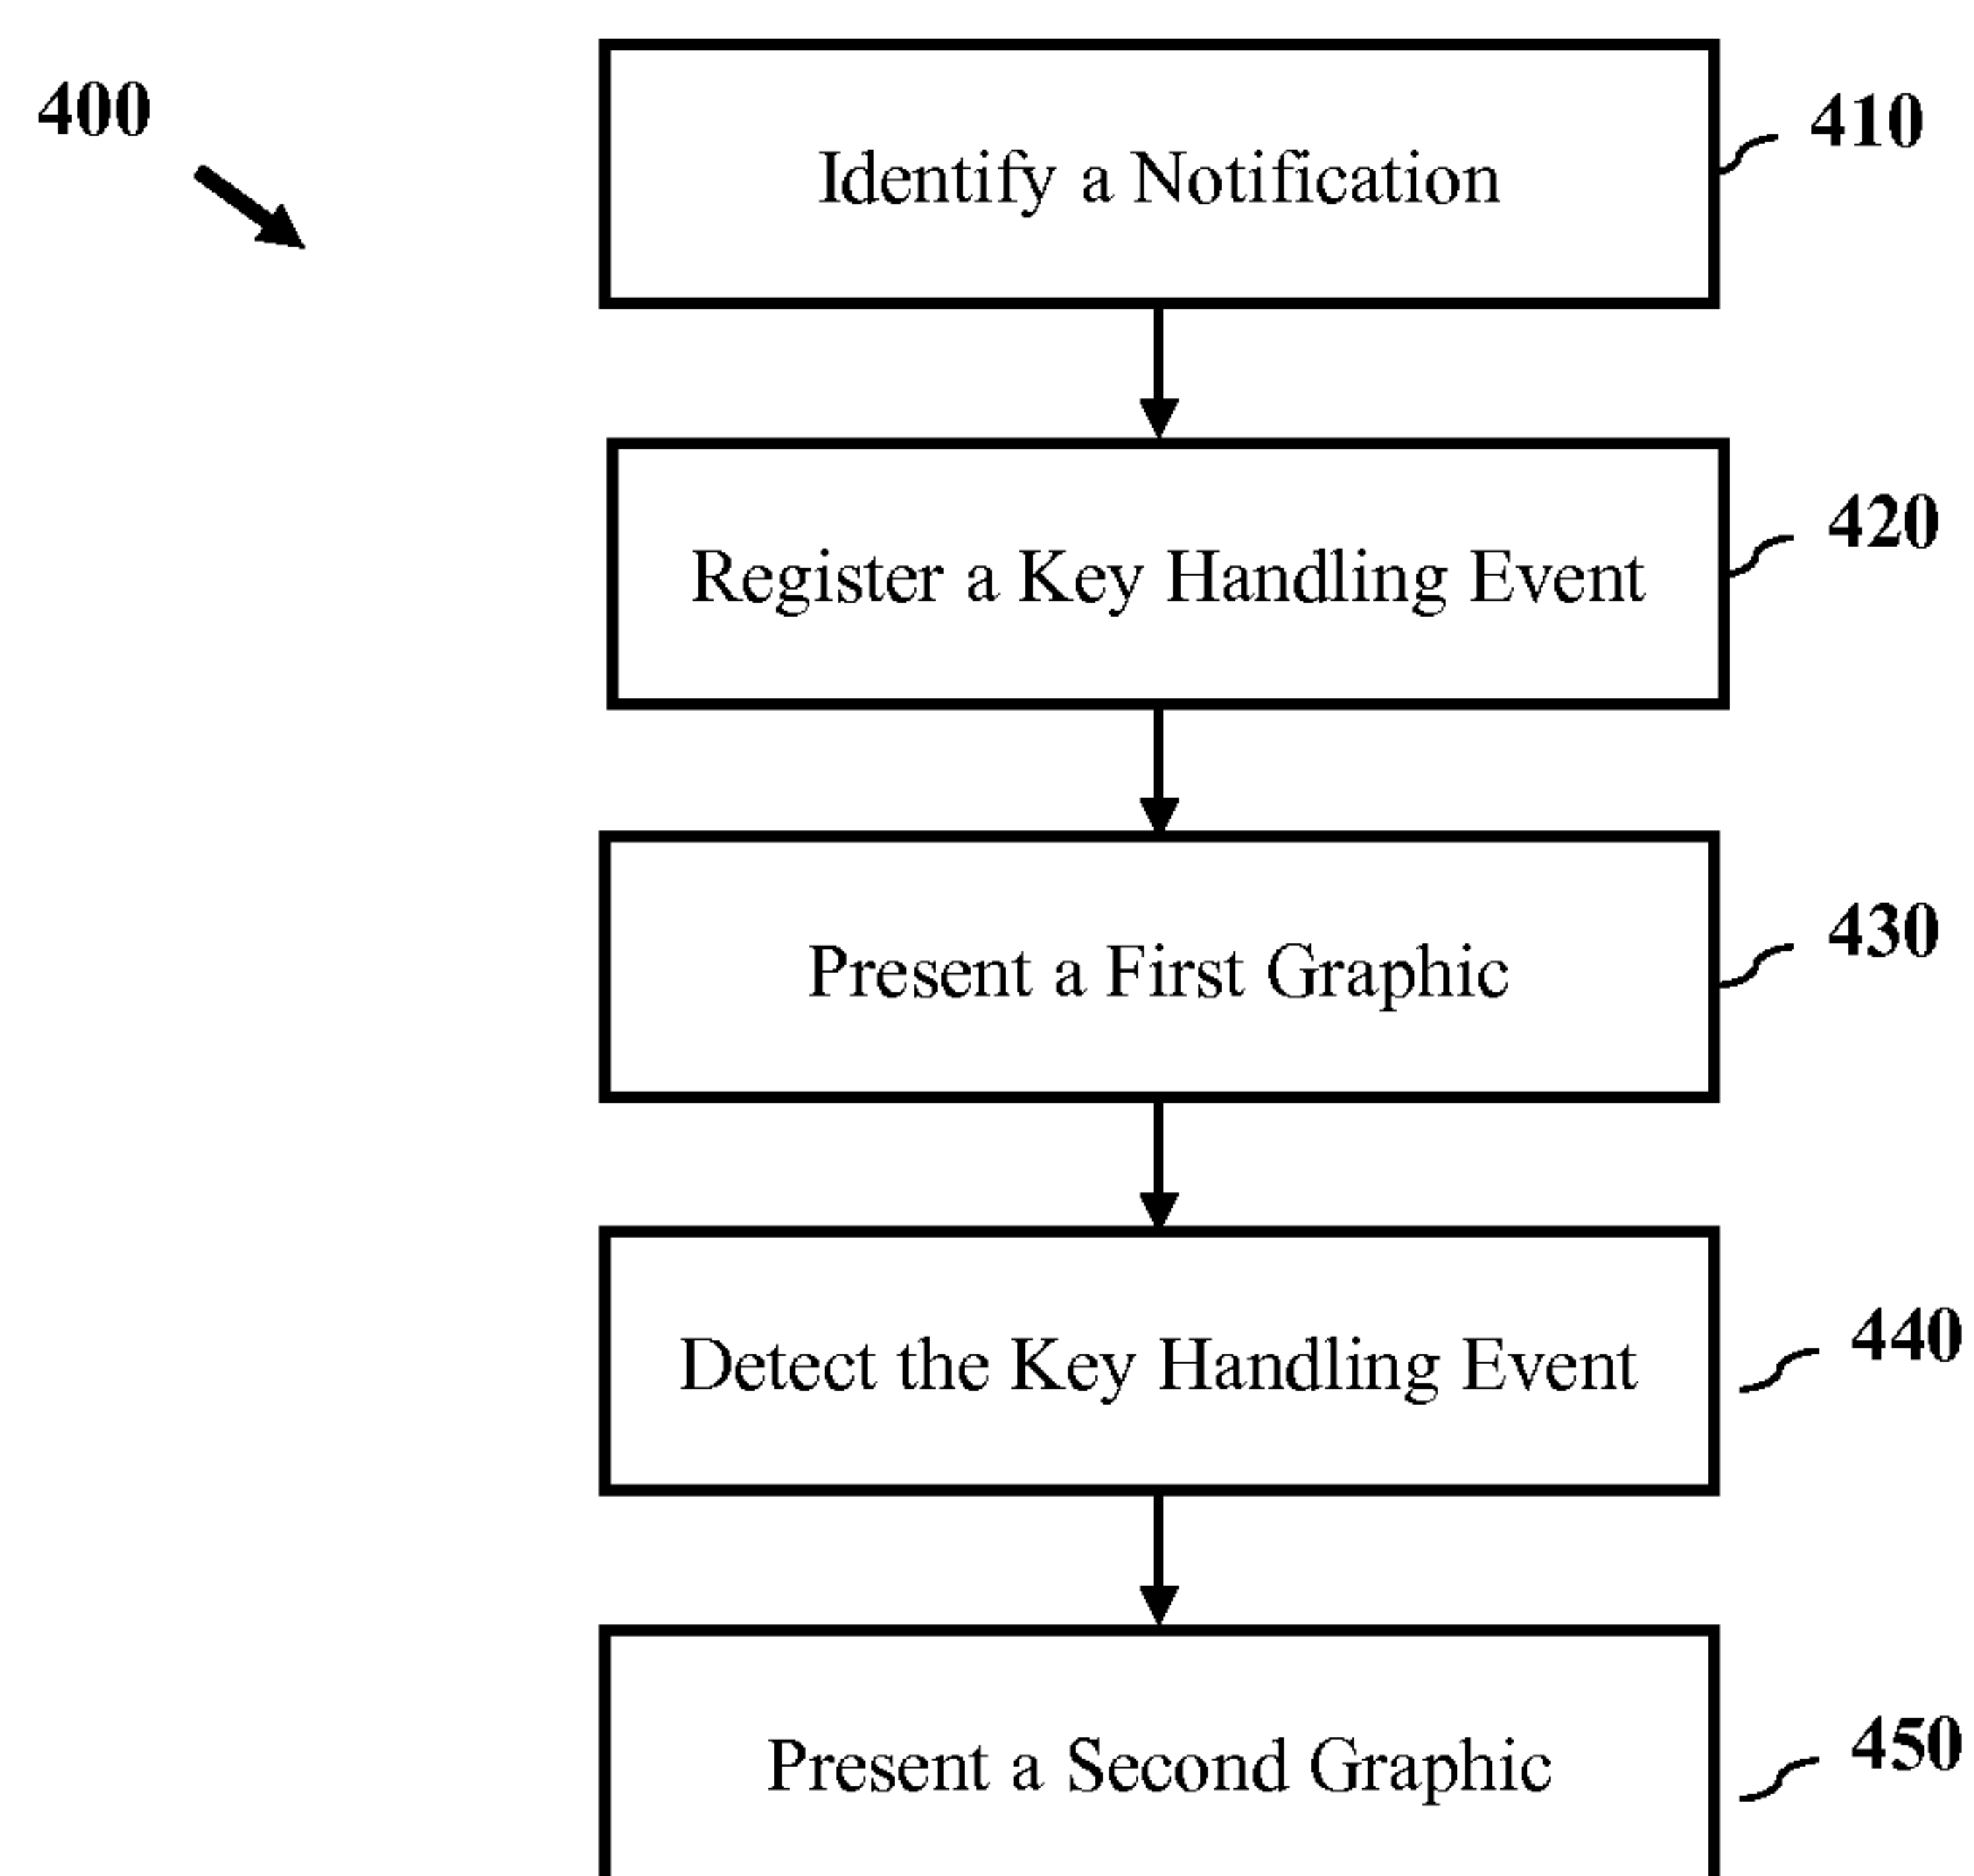 400
Identify a Notification
410
Register a Key Handling Event
420
Present a First Graphic
430
Detect the Key Handling Event
440
Present a Second Graphic
450